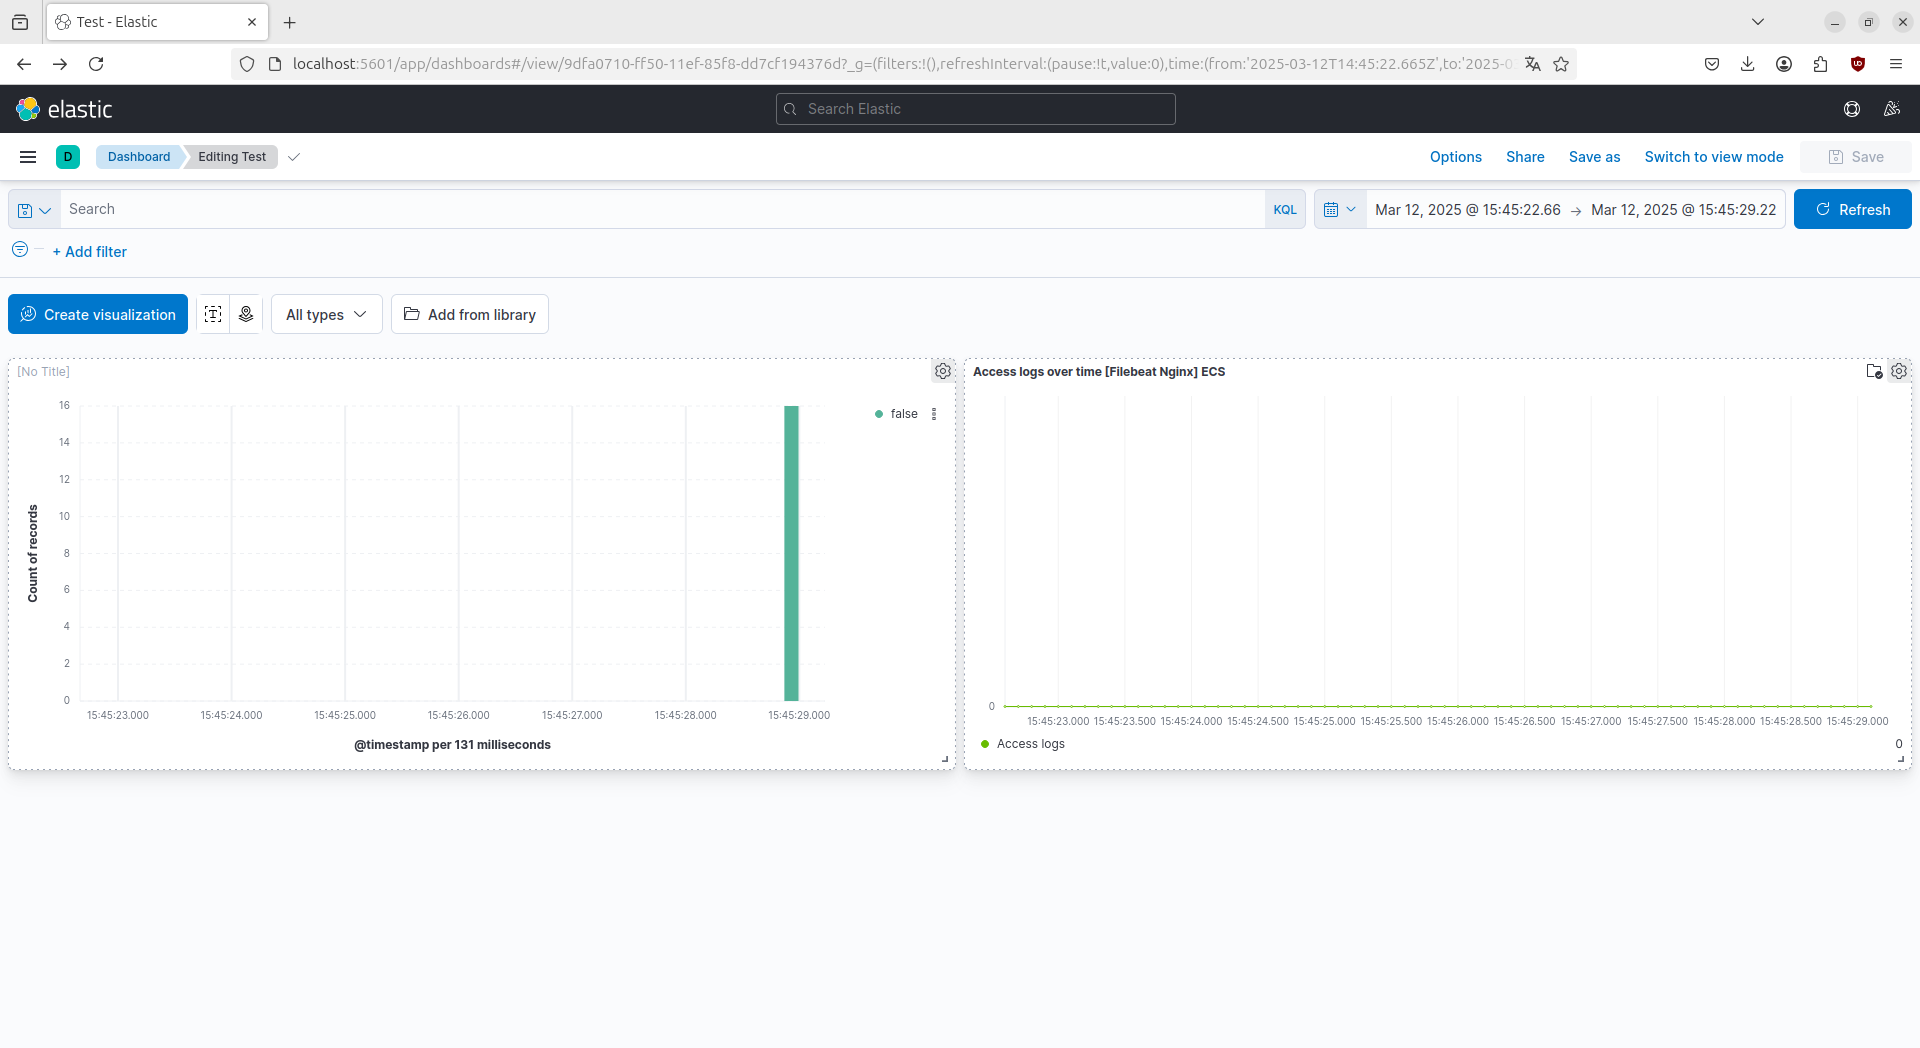 Test - Elastic
localhost:5601/app/dashboards#/view/9dfa0710-ff50-11ef-85f8-dd7cf194376d?_g=(filters:!(),refreshInterval:(pause:!t,value:0),time:(from:'2025-03-12T14:45:22.665Z',to:'2025-0
elastic
Search Elastic
D
Dashboard
Editing Test
Options
Share
Save as
Switch to view mode
Save
Search
KQL
Mar 12, 2025 @ 15:45:22.66 → Mar 12, 2025 @ 15:45:29.22
Refresh
+ Add filter
Create visualization
All types
Add from library
[No Title]
16
14
12
10
8
6
4
2
0
Count of records
15:45:23.000 15:45:24.000 15:45:25.000 15:45:26.000 15:45:27.000 15:45:28.000 15:45:29.000
@timestamp per 131 milliseconds
false
Access logs over time [Filebeat Nginx] ECS
0
15:45:23.000 15:45:23.500 15:45:24.000 15:45:24.500 15:45:25.000 15:45:25.500 15:45:26.000 15:45:26.500 15:45:27.000 15:45:27.500 15:45:28.000 15:45:28.500 15:45:29.000
Access logs 0